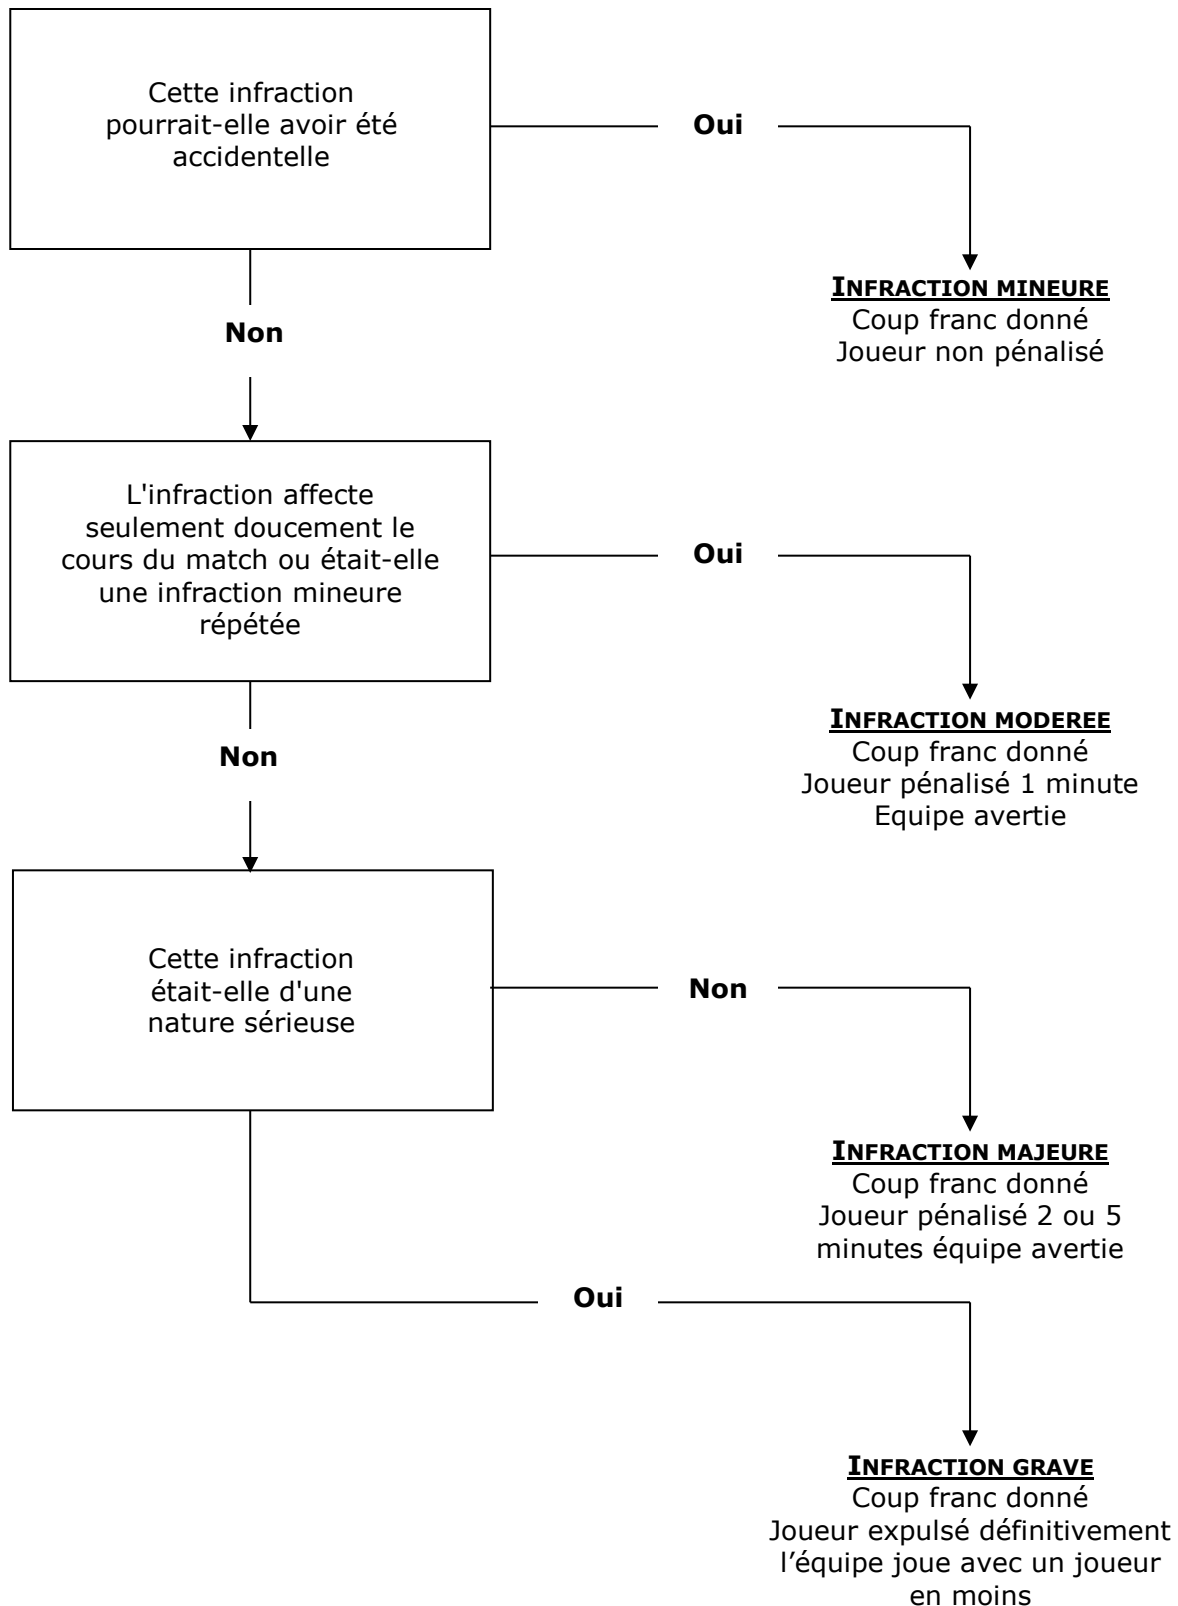 Cette infraction
pourrait-elle avoir été
accidentelle
Oui
INFRACTION MINEURE
Coup franc donné
Joueur non pénalisé
Non
L'infraction affecte
seulement doucement le
cours du match ou était-elle
une infraction mineure
répétée
Oui
INFRACTION MODEREE
Coup franc donné
Joueur pénalisé 1 minute
Equipe avertie
Non
Cette infraction
était-elle d'une
nature sérieuse
Non
INFRACTION MAJEURE
Coup franc donné
Joueur pénalisé 2 ou 5
minutes équipe avertie
Oui
INFRACTION GRAVE
Coup franc donné
Joueur expulsé définitivement
l’équipe joue avec un joueur
en moins